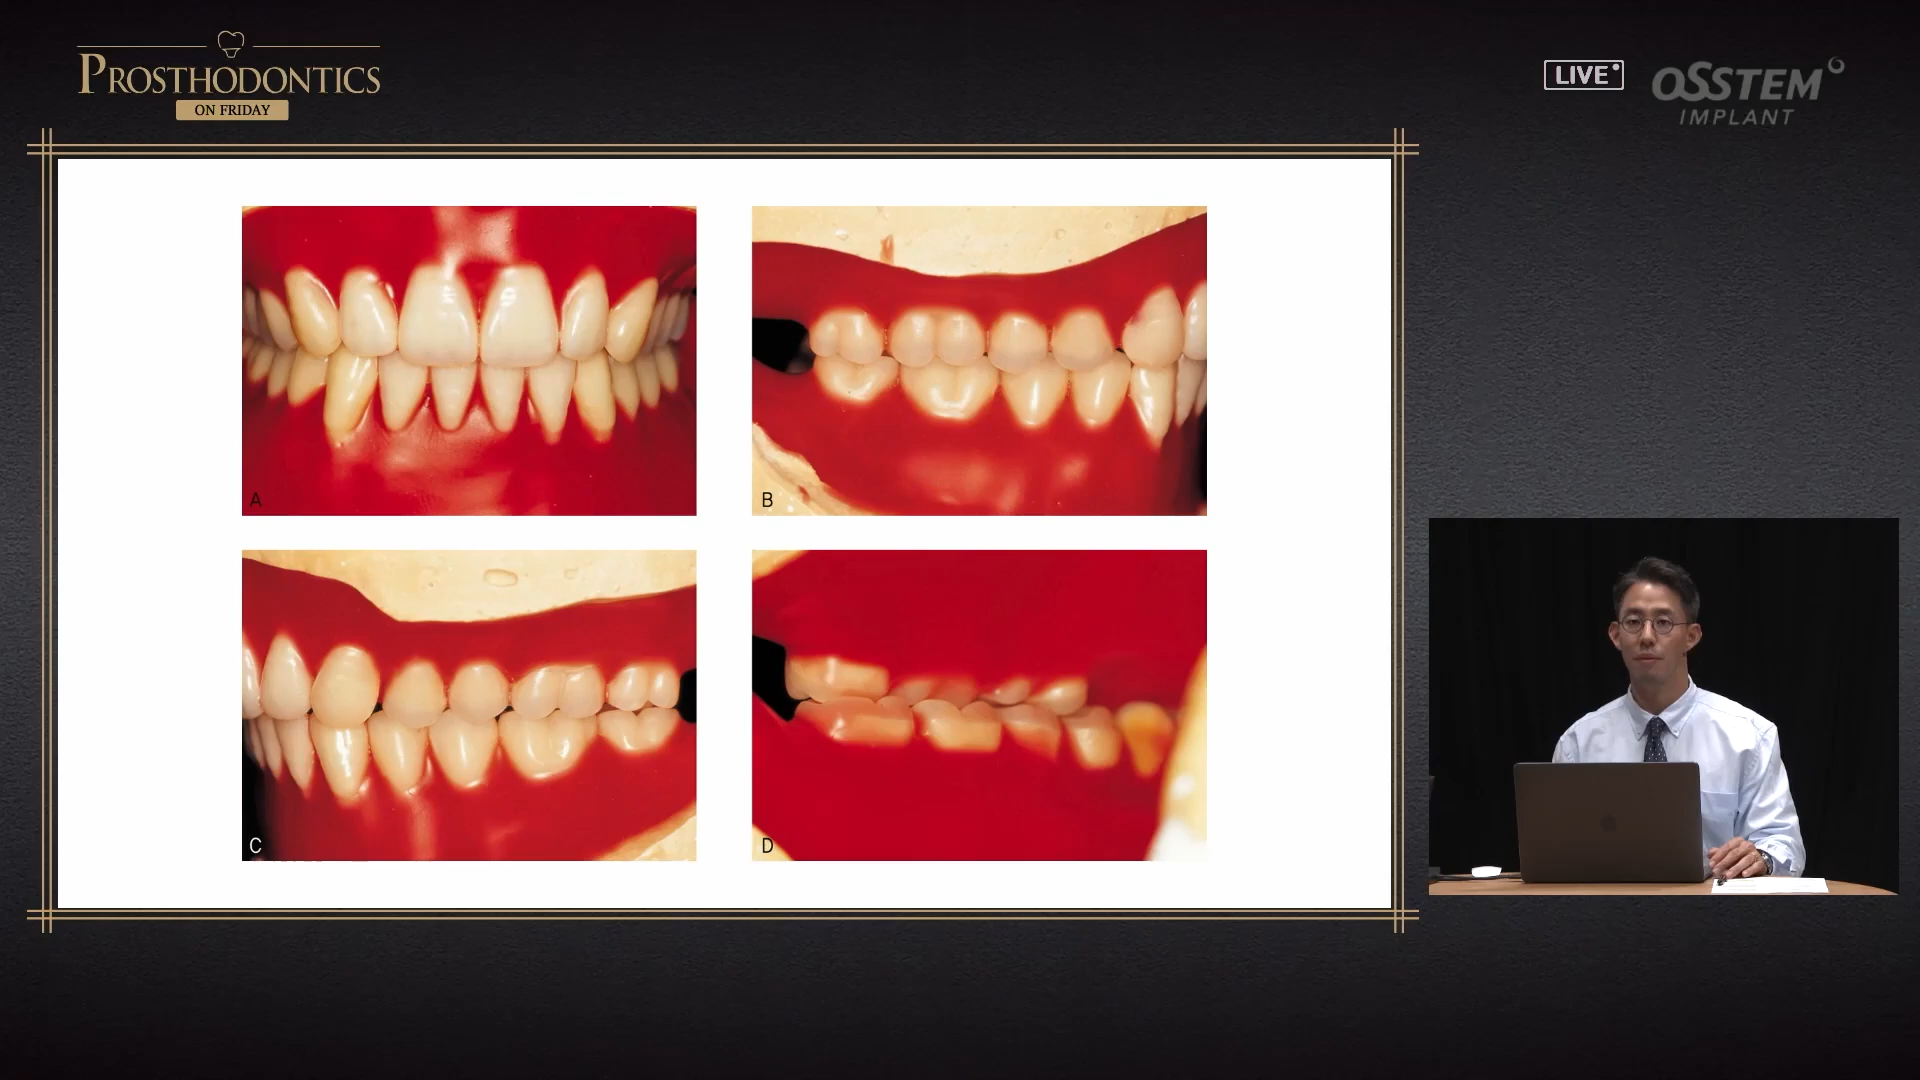 PROSTHODONTICS
ON FRIDAY
LIVE
OSSTEM
IMPLANT
A
B
C
D